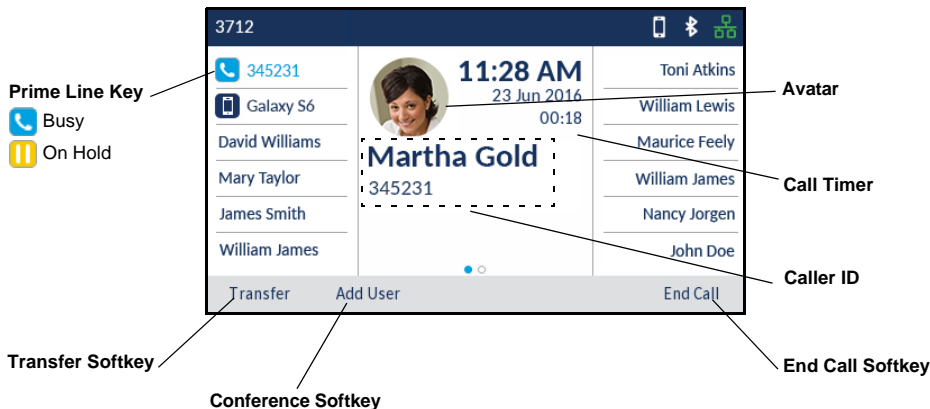 3712
345231
Galaxy S6
David Williams
Mary Taylor
James Smith
William James
11:28 AM
23 Jun 2016
00:18
Martha Gold
345231
Toni Atkins
William Lewis
Maurice Feely
William James
Nancy Jorgen
John Doe
Transfer
Add User
End Call
Prime Line Key
Busy
On Hold
Avatar
Call Timer
Caller ID
Transfer Softkey
Conference Softkey
End Call Softkey